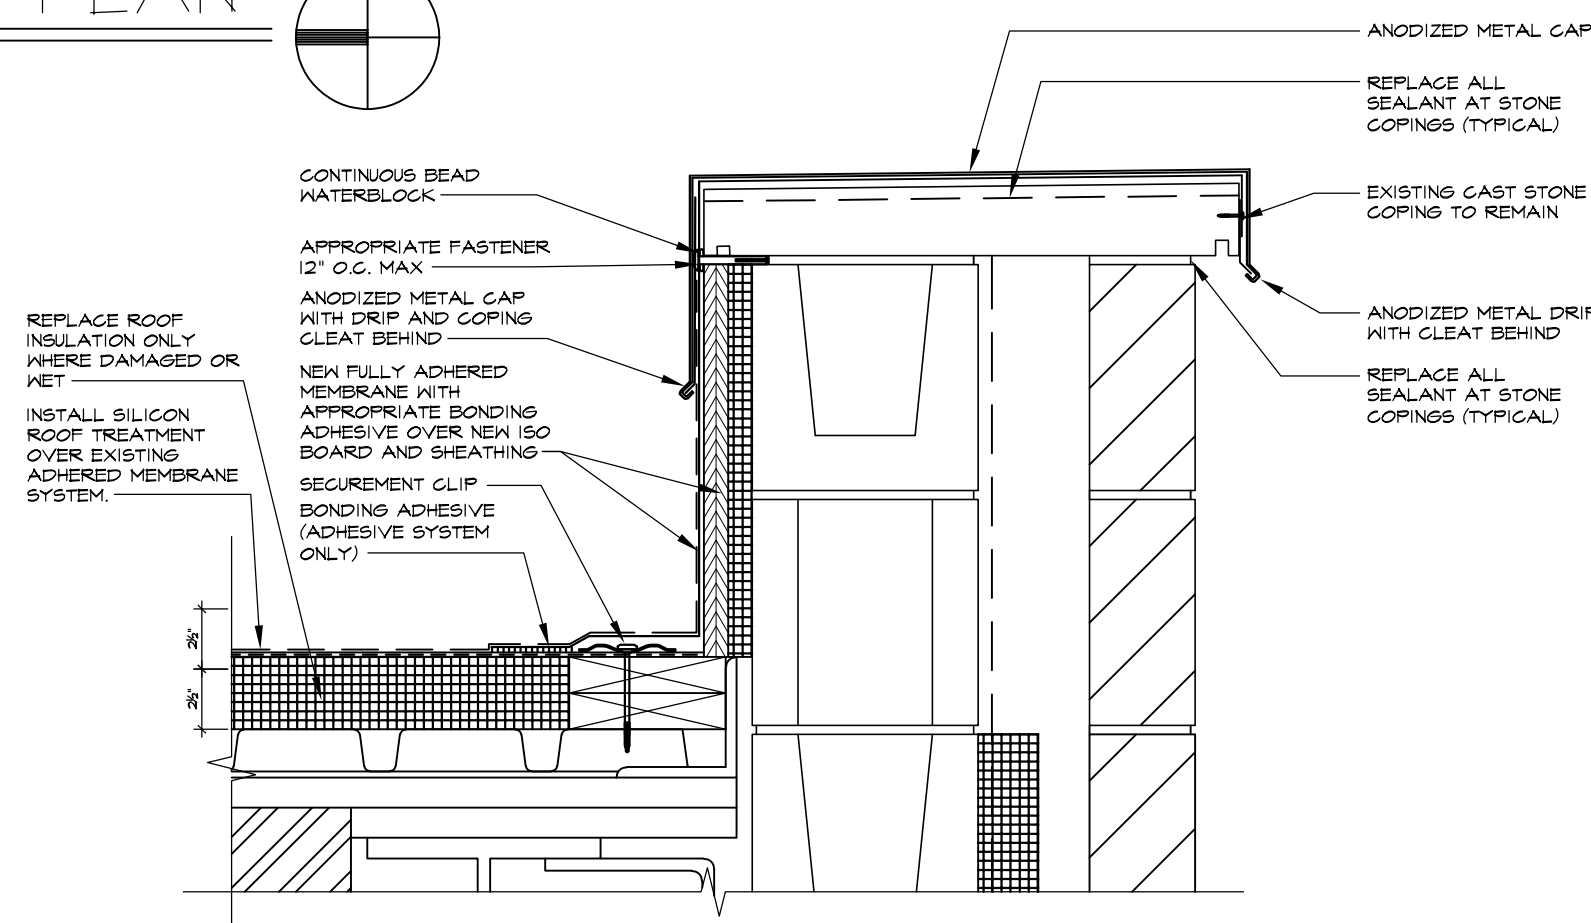 PLAN
ANODIZED METAL CAP
REPLACE ALL
SEALANT AT STONE
COPINGS (TYPICAL)
CONTINUOUS BEAD
WATERBLOCK
EXISTING CAST STONE
COPING TO REMAIN
APPROPRIATE FASTENER
12" O.C. MAX
ANODIZED METAL CAP
WITH DRIP AND COPING
CLEAT BEHIND
ANODIZED METAL DRIP
WITH CLEAT BEHIND
REPLACE ROOF
INSULATION ONLY
WHERE DAMAGED OR
WET
NEW FULLY ADHERED
MEMBRANE WITH
APPROPRIATE BONDING
ADHESIVE OVER NEW ISO
BOARD AND SHEATHING
REPLACE ALL
SEALANT AT STONE
COPINGS (TYPICAL)
INSTALL SILICON
ROOF TREATMENT
OVER EXISTING
ADHERED MEMBRANE
SYSTEM.
SECUREMENT CLIP
BONDING ADHESIVE
(ADHESIVE SYSTEM
ONLY)
2½"
2½"